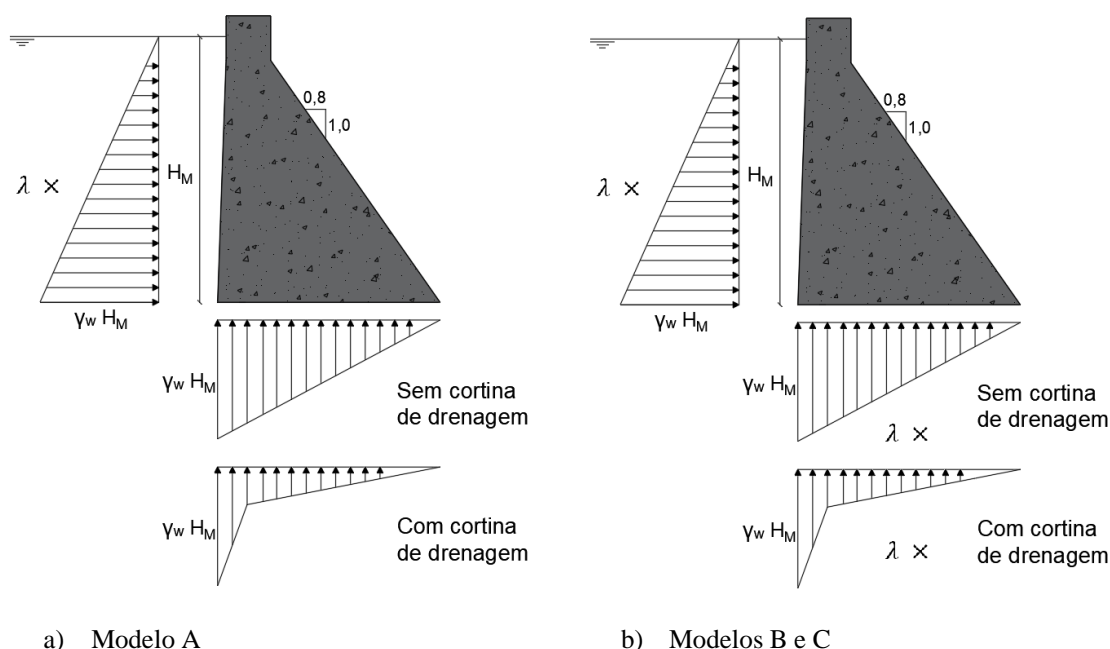 0,8
1,0
λ ×
H_M
γw H_M
γw H_M
Sem cortina
de drenagem
γw H_M
Com cortina
de drenagem
a) Modelo A
0,8
1,0
λ ×
H_M
γw H_M
γw H_M
Sem cortina
de drenagem
λ ×
γw H_M
Com cortina
de drenagem
λ ×
b) Modelos B e C